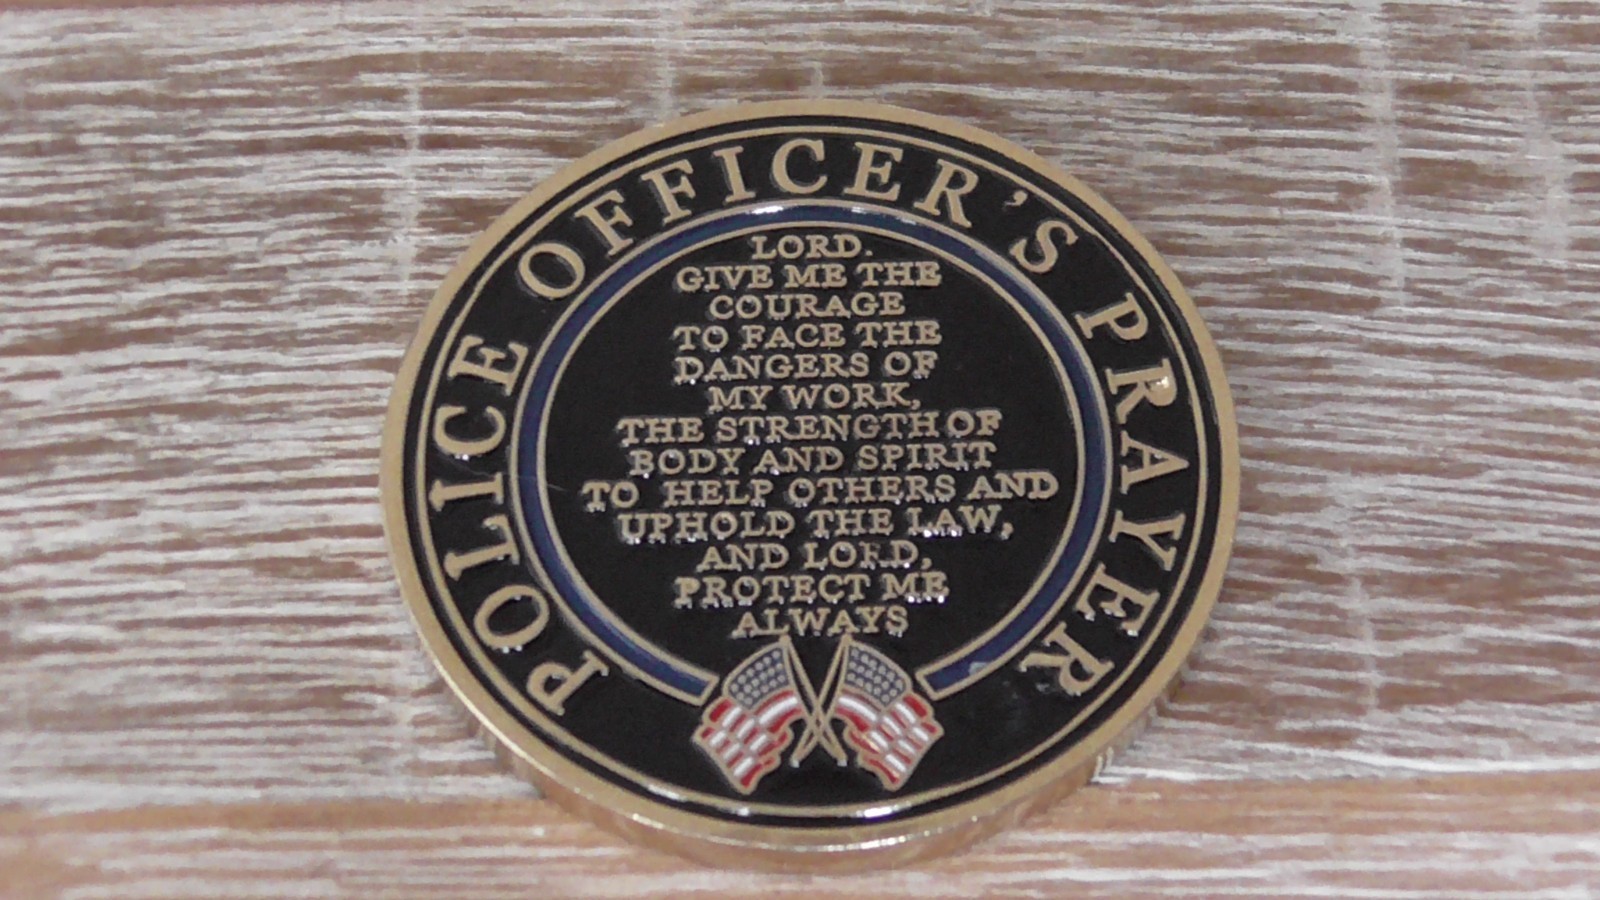 POLICE OFFICER'S PRAYER
LORD.
GIVE ME THE
COURAGE
TO FACE THE
DANGERS OF
MY WORK,
THE STRENGTH OF
BODY AND SPIRIT
TO HELP OTHERS AND
UPHOLD THE LAW,
AND LORD,
PROTECT ME
ALWAYS